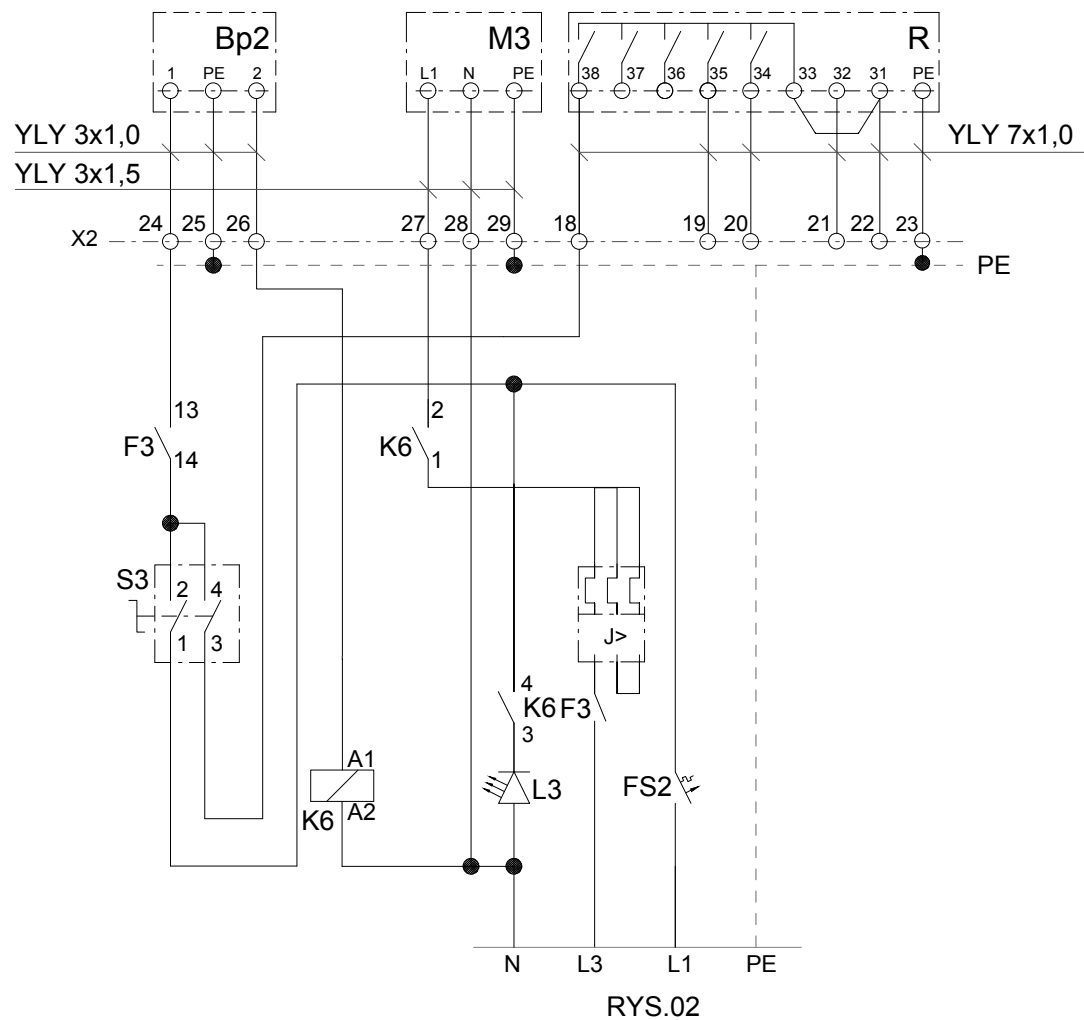 Bp2 M3 R
1 PE 2 L1 N PE 38 37 36 35 34 33 32 31 PE
YLY 3x1,0 YLY 7x1,0
YLY 3x1,5
24 25 26 27 28 29 18 19 20 21 22 23
X2
PE
13 2
F3 K6
14 1
S3 2 4
1 3
J>
4
K6 F3
3
A1
L3 FS2
K6 A2
N L3 L1 PE
RYS.02